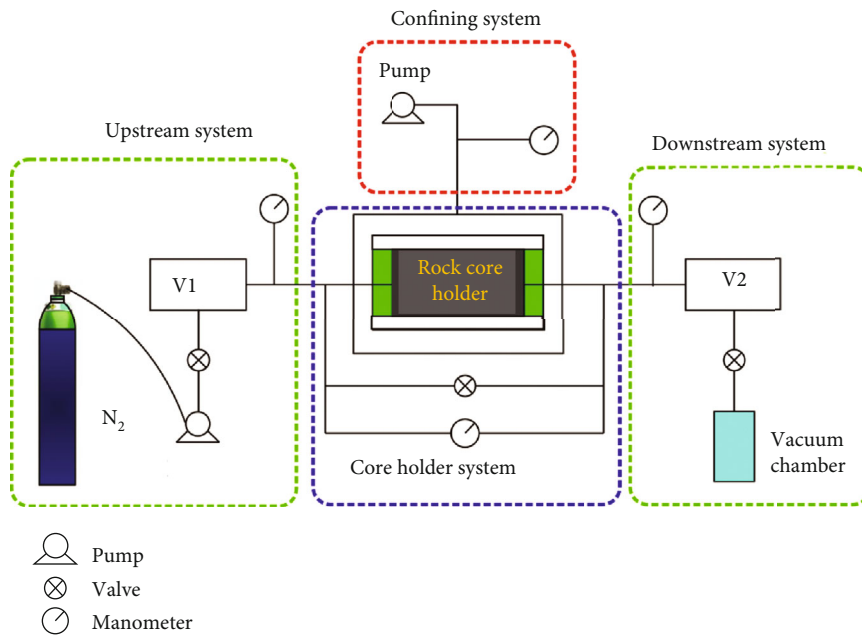 Confining system
Pump
Upstream system
Downstream system
V1
Rock core
holder
V2
N₂
Core holder system
Vacuum
chamber
Pump
Valve
Manometer